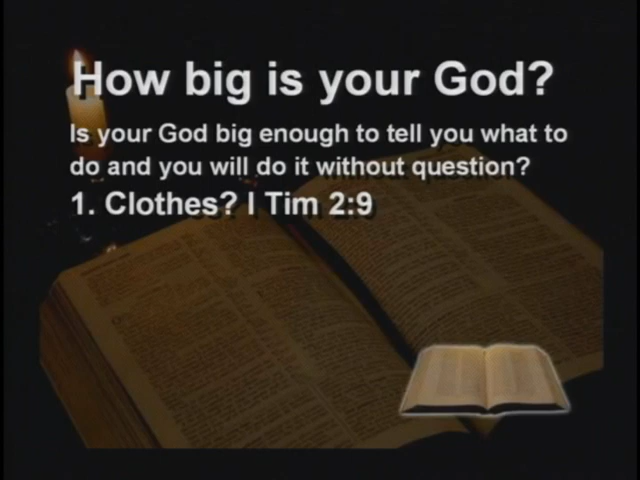 How big is your God?
Is your God big enough to tell you what to
do and you will do it without question?
1. Clothes? I Tim 2:9